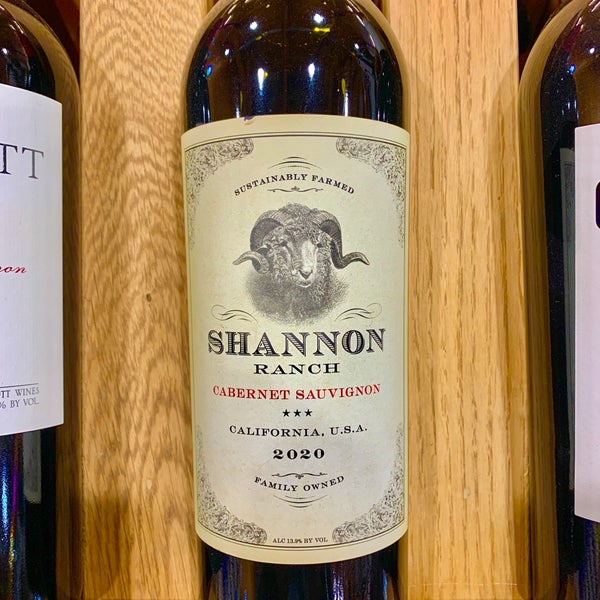 SUSTAINABLY FARMED
SHANNON
RANCH
CABERNET SAUVIGNON
★★★
CALIFORNIA, U.S.A.
2020
FAMILY OWNED
ALC 13.9% BY VOL
TT
OTT WINES
% BY VOL.